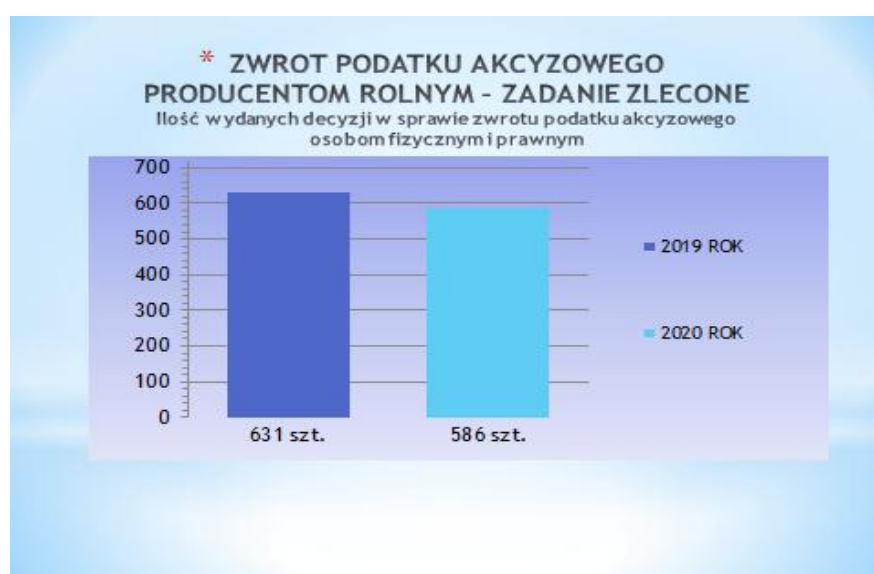 * ZWROT PODATKU AKCYZOWEGO
PRODUCENTOM ROLNYM – ZADANIE ZLECONE
Ilość wydanych decyzji w sprawie zwrotu podatku akcyzowego
osobom fizycznym i prawnym
700
600
500
400
300
200
100
0
631 szt.
586 szt.
2019 ROK
2020 ROK